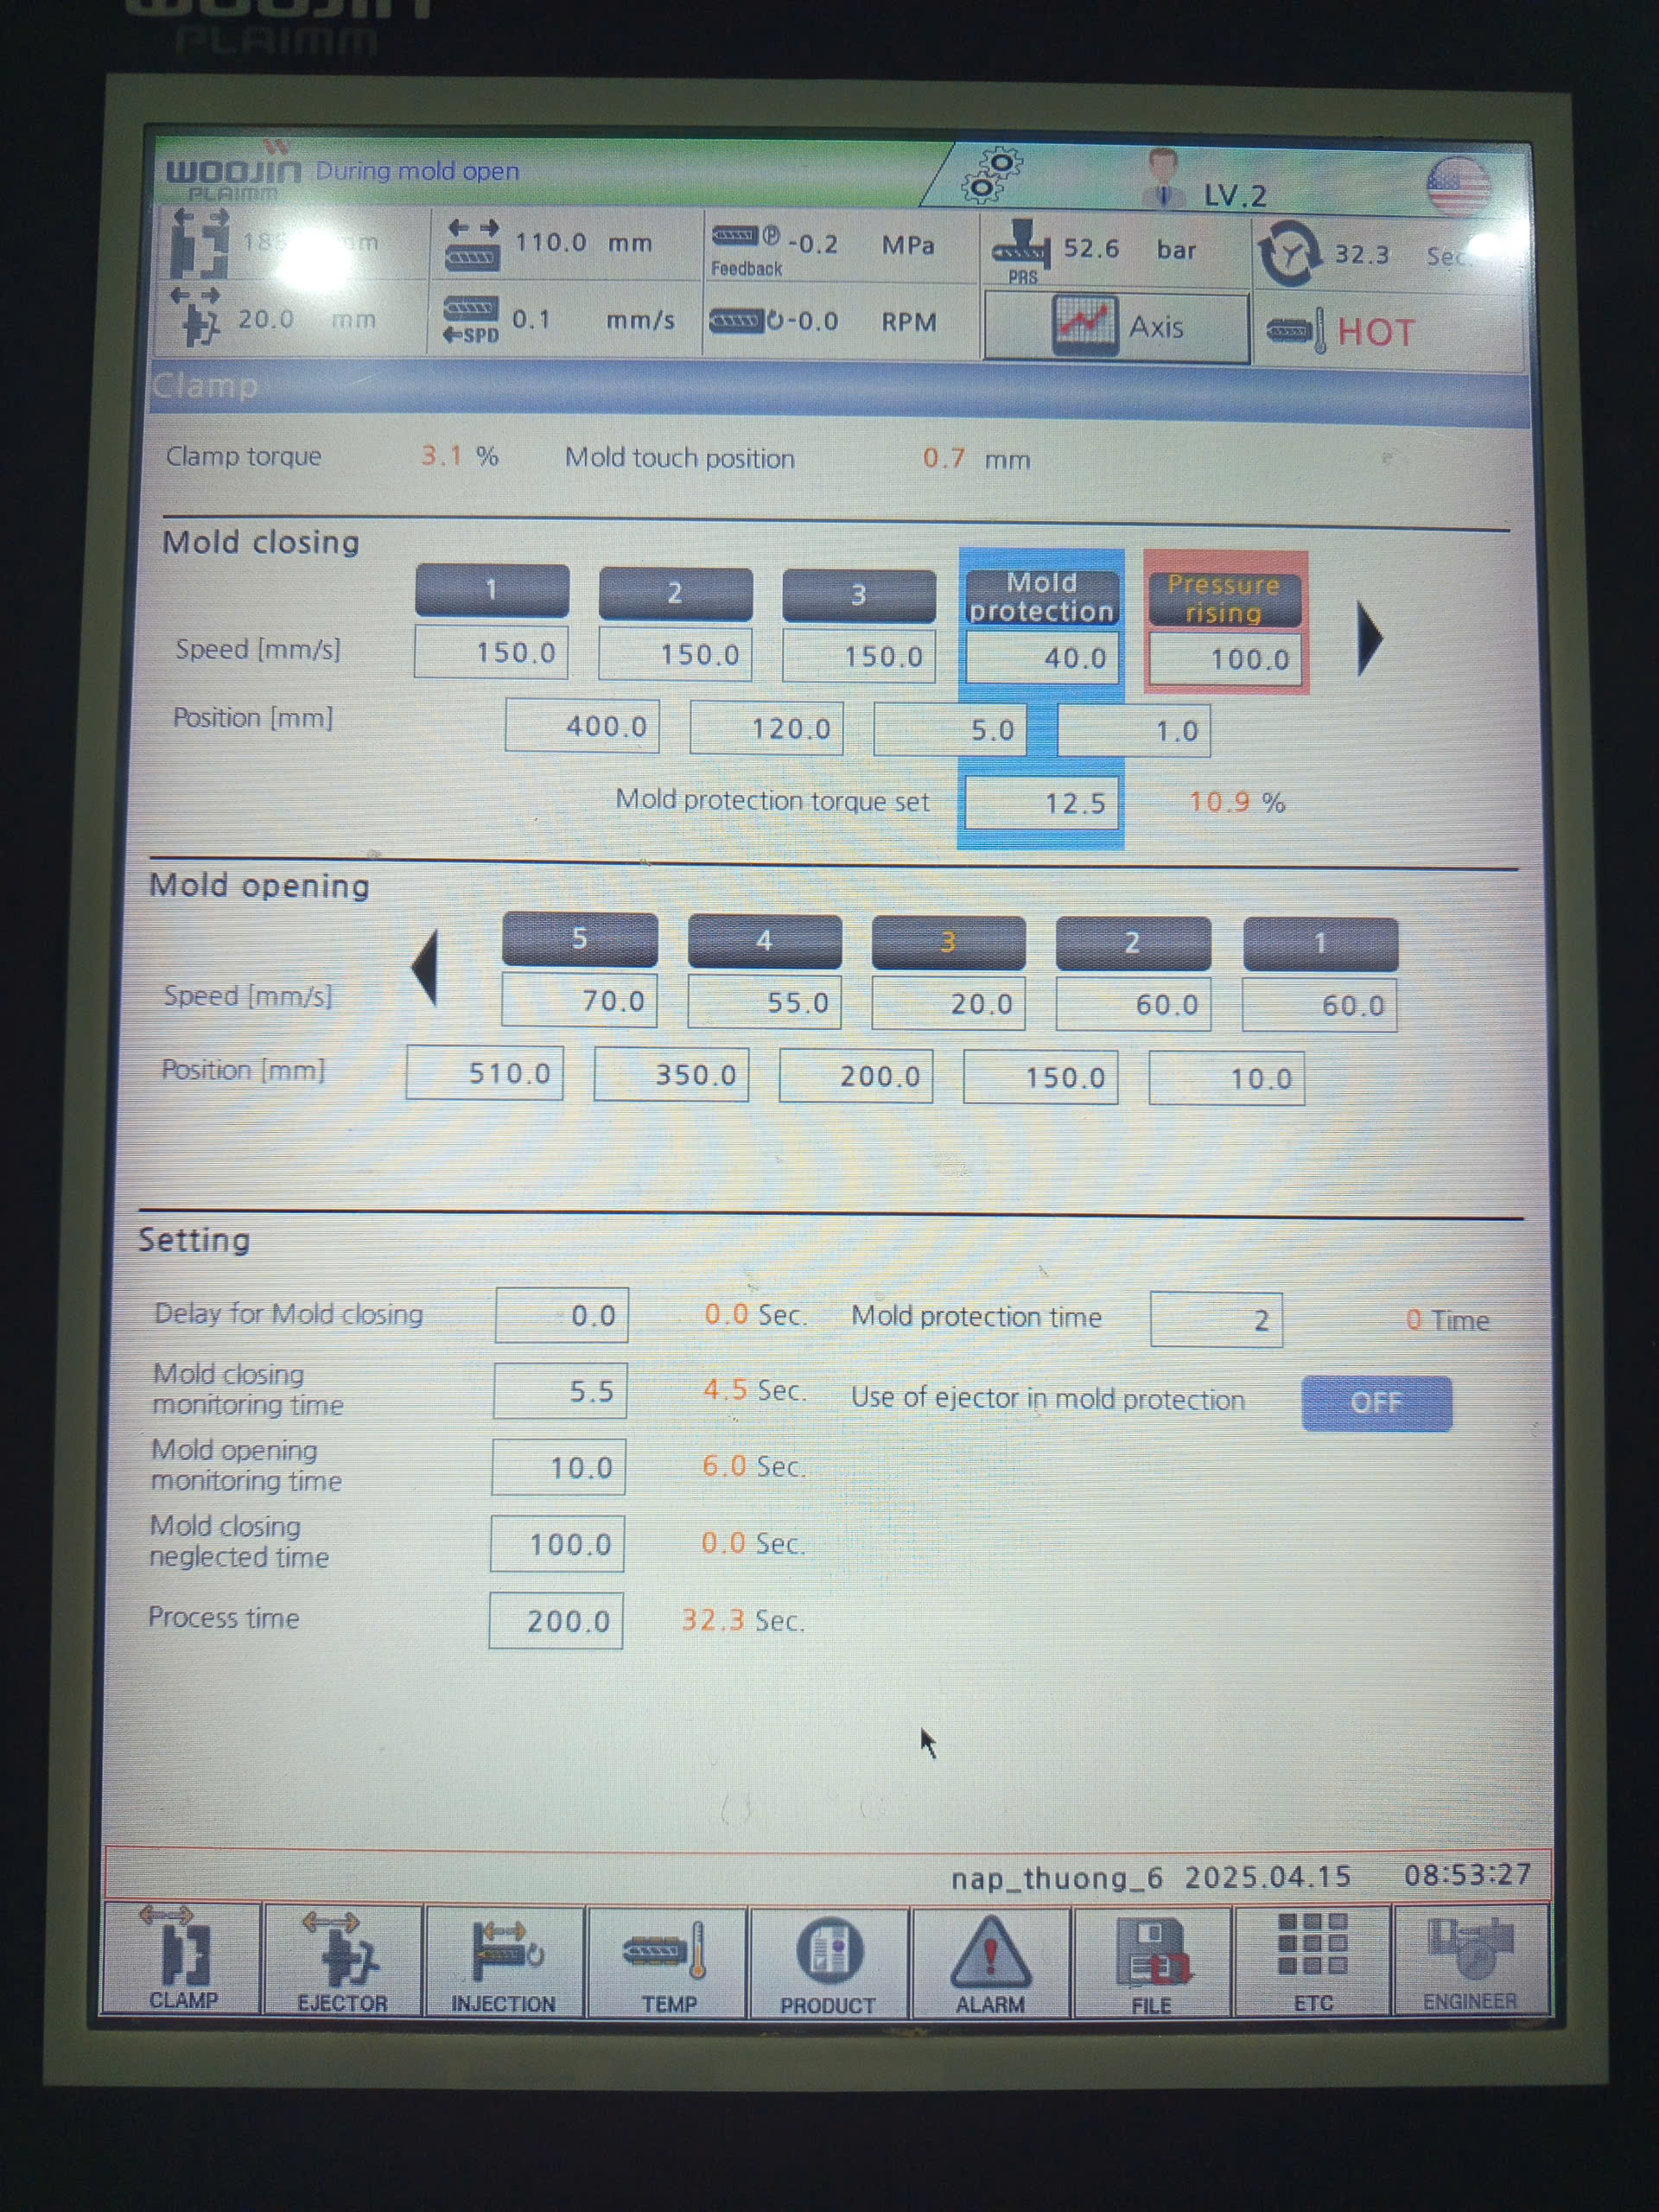 WOOJIN
PLAIMM
WOOJIN PLAIMM During mold open LV.2
110.0 mm -0.2 MPa Feedback 52.6 bar PRS 32.3
20.0 mm 0.1 mm/s SPD -0.0 RPM Axis HOT
Clamp
Clamp torque 3.1 % Mold touch position 0.7 mm
Mold closing
1 2 3 Mold protection Pressure rising
Speed [mm/s] 150.0 150.0 150.0 40.0 100.0
Position [mm] 400.0 120.0 5.0 1.0
Mold protection torque set 12.5 10.9 %
Mold opening
5 4 3 2 1
Speed [mm/s] 70.0 55.0 20.0 60.0 60.0
Position [mm] 510.0 350.0 200.0 150.0 10.0
Setting
Delay for Mold closing 0.0 0.0 Sec. Mold protection time 2 0 Time
Mold closing monitoring time 5.5 4.5 Sec. Use of ejector in mold protection OFF
Mold opening monitoring time 10.0 6.0 Sec.
Mold closing neglected time 100.0 0.0 Sec.
Process time 200.0 32.3 Sec.
nap_thuong_6 2025.04.15 08:53:27
CLAMP EJECTOR INJECTION TEMP PRODUCT ALARM FILE ETC ENGINEER